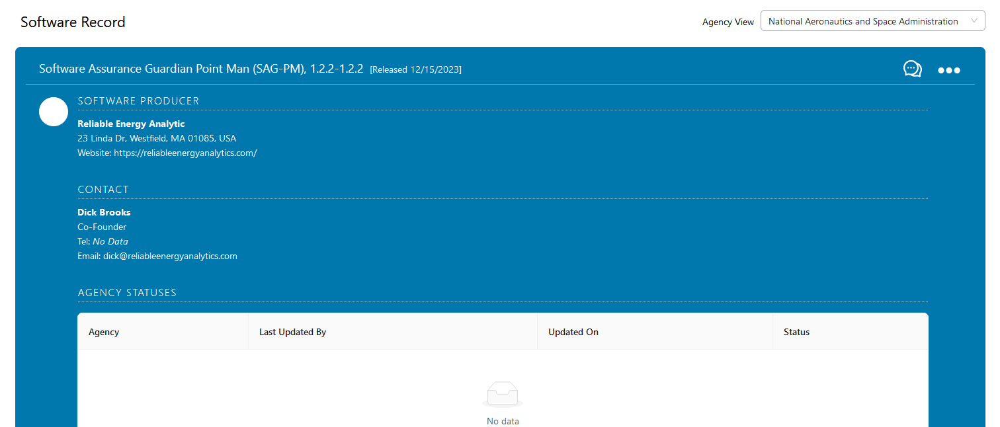 Software Record
Agency View National Aeronautics and Space Administration
Software Assurance Guardian Point Man (SAG-PM), 1.2.2-1.2.2 [Released 12/15/2023]
SOFTWARE PRODUCER
Reliable Energy Analytic
23 Linda Dr, Westfield, MA 01085, USA
Website: https://reliableenergyanalytics.com/
CONTACT
Dick Brooks
Co-Founder
Tel: No Data
Email: dick@reliableenergyanalytics.com
AGENCY STATUSES
Agency Last Updated By Updated On Status
No data